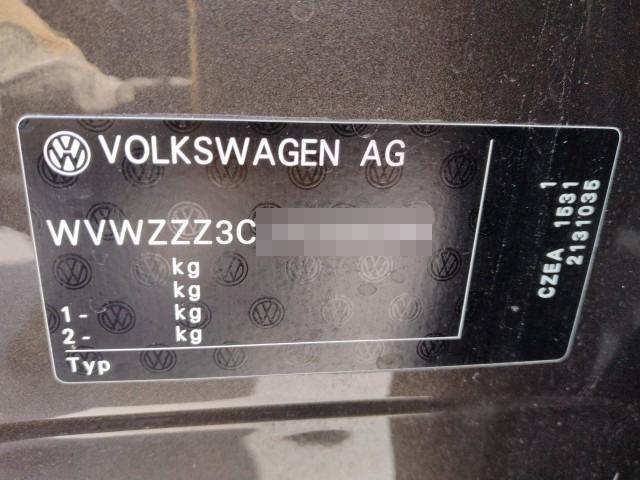 VOLKSWAGEN AG
WVWZZZ3C
kg
kg
1- kg
2- kg
Typ
1
CZEA 1531
2131035